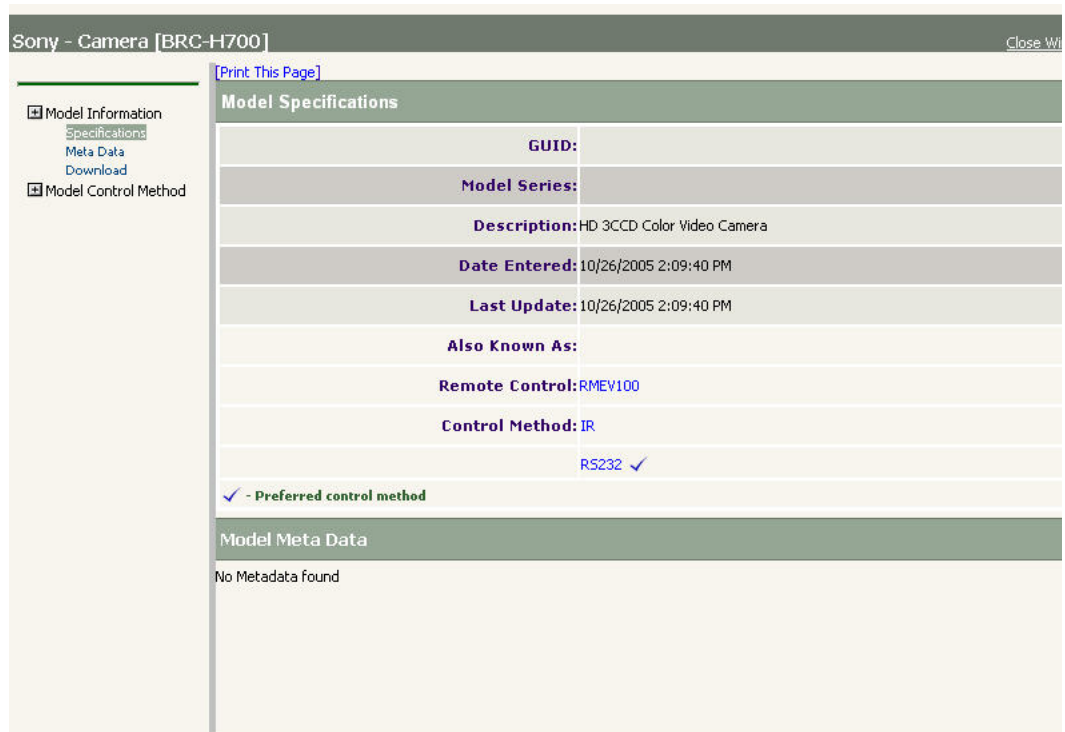 Sony - Camera [BRC-H700]
Close Wi
[Print This Page]
Model Information
Specifications
Meta Data
Download
Model Control Method
Model Specifications
GUID:
Model Series:
Description: HD 3CCD Color Video Camera
Date Entered: 10/26/2005 2:09:40 PM
Last Update: 10/26/2005 2:09:40 PM
Also Known As:
Remote Control: RMEV100
Control Method: IR
RS232 ✓
✓ - Preferred control method
Model Meta Data
No Metadata found